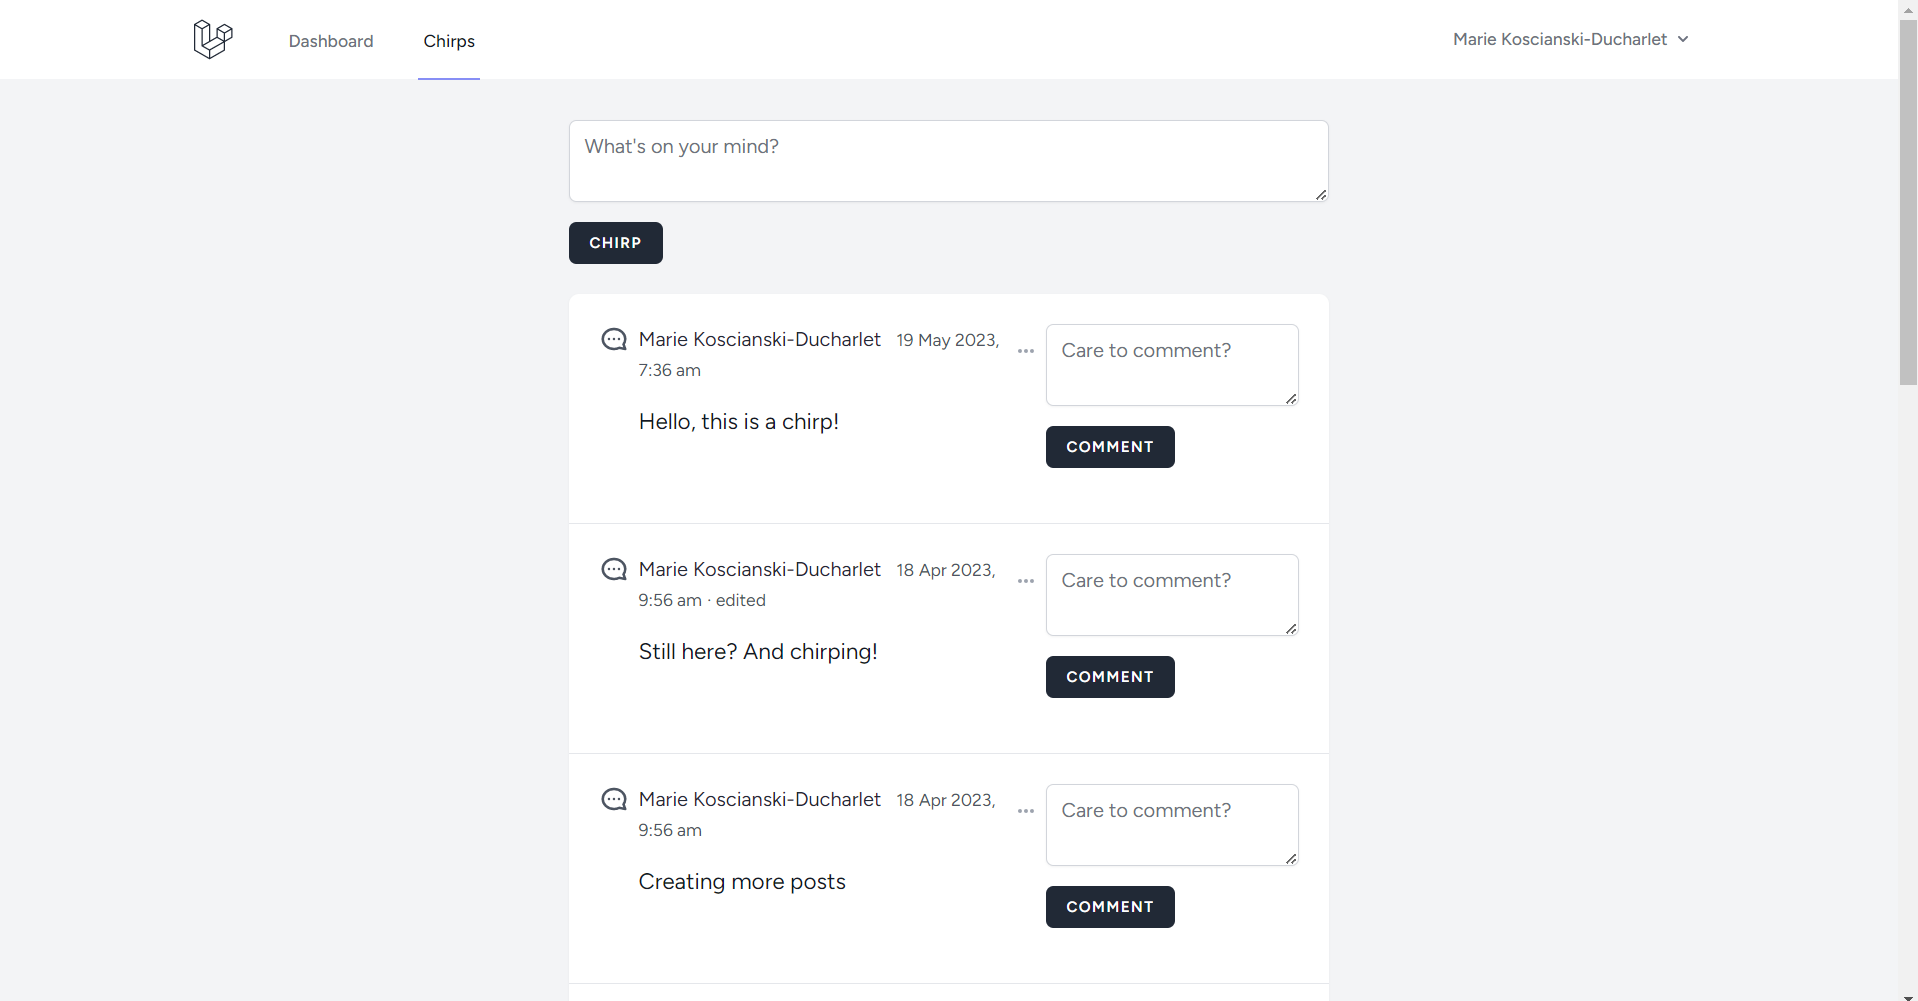 Dashboard
Chirps
Marie Koscianski-Ducharlet
What's on your mind?
CHIRP
Marie Koscianski-Ducharlet 19 May 2023,
7:36 am
Hello, this is a chirp!
Care to comment?
COMMENT
Marie Koscianski-Ducharlet 18 Apr 2023,
9:56 am · edited
Still here? And chirping!
Care to comment?
COMMENT
Marie Koscianski-Ducharlet 18 Apr 2023,
9:56 am
Creating more posts
Care to comment?
COMMENT